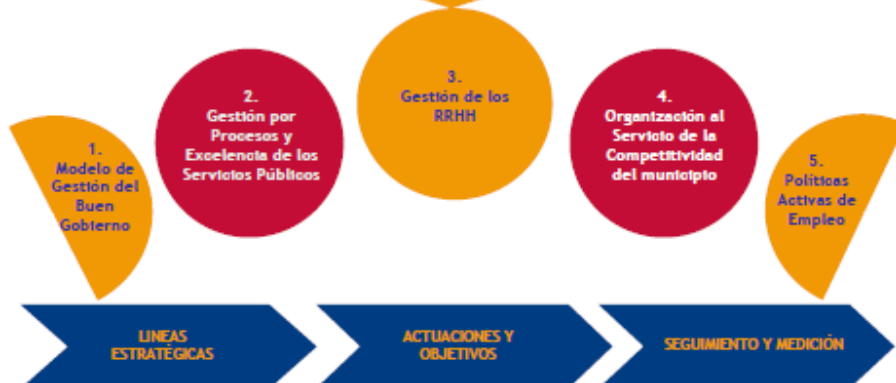 1.
Modelo de
Gestión del
Buen
Gobierno
2.
Gestión por
Procesos y
Excelencia de los
Servicios Públicos
3.
Gestión de los
RRHH
4.
Organización al
Servicio de la
Competitividad
del municipio
5.
Políticas
Activas de
Empleo
LINEAS
ESTRATÉGICAS
ACTUACIONES Y
OBJETIVOS
SEGUIMIENTO Y MEDICIÓN